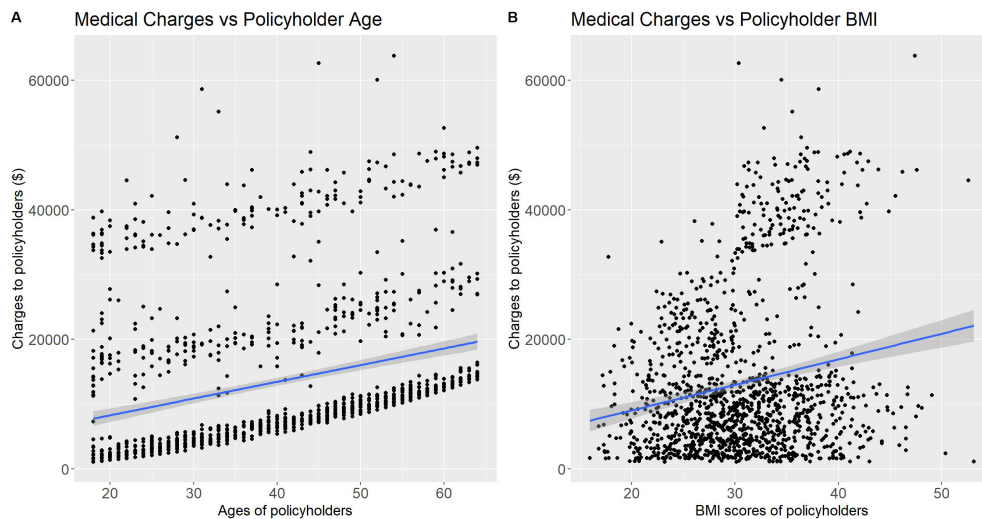 A
Medical Charges vs Policyholder Age
Charges to policyholders ($)
60000
40000
20000
0
20
30
40
50
60
Ages of policyholders
B
Medical Charges vs Policyholder BMI
Charges to policyholders ($)
60000
40000
20000
0
20
30
40
50
BMI scores of policyholders